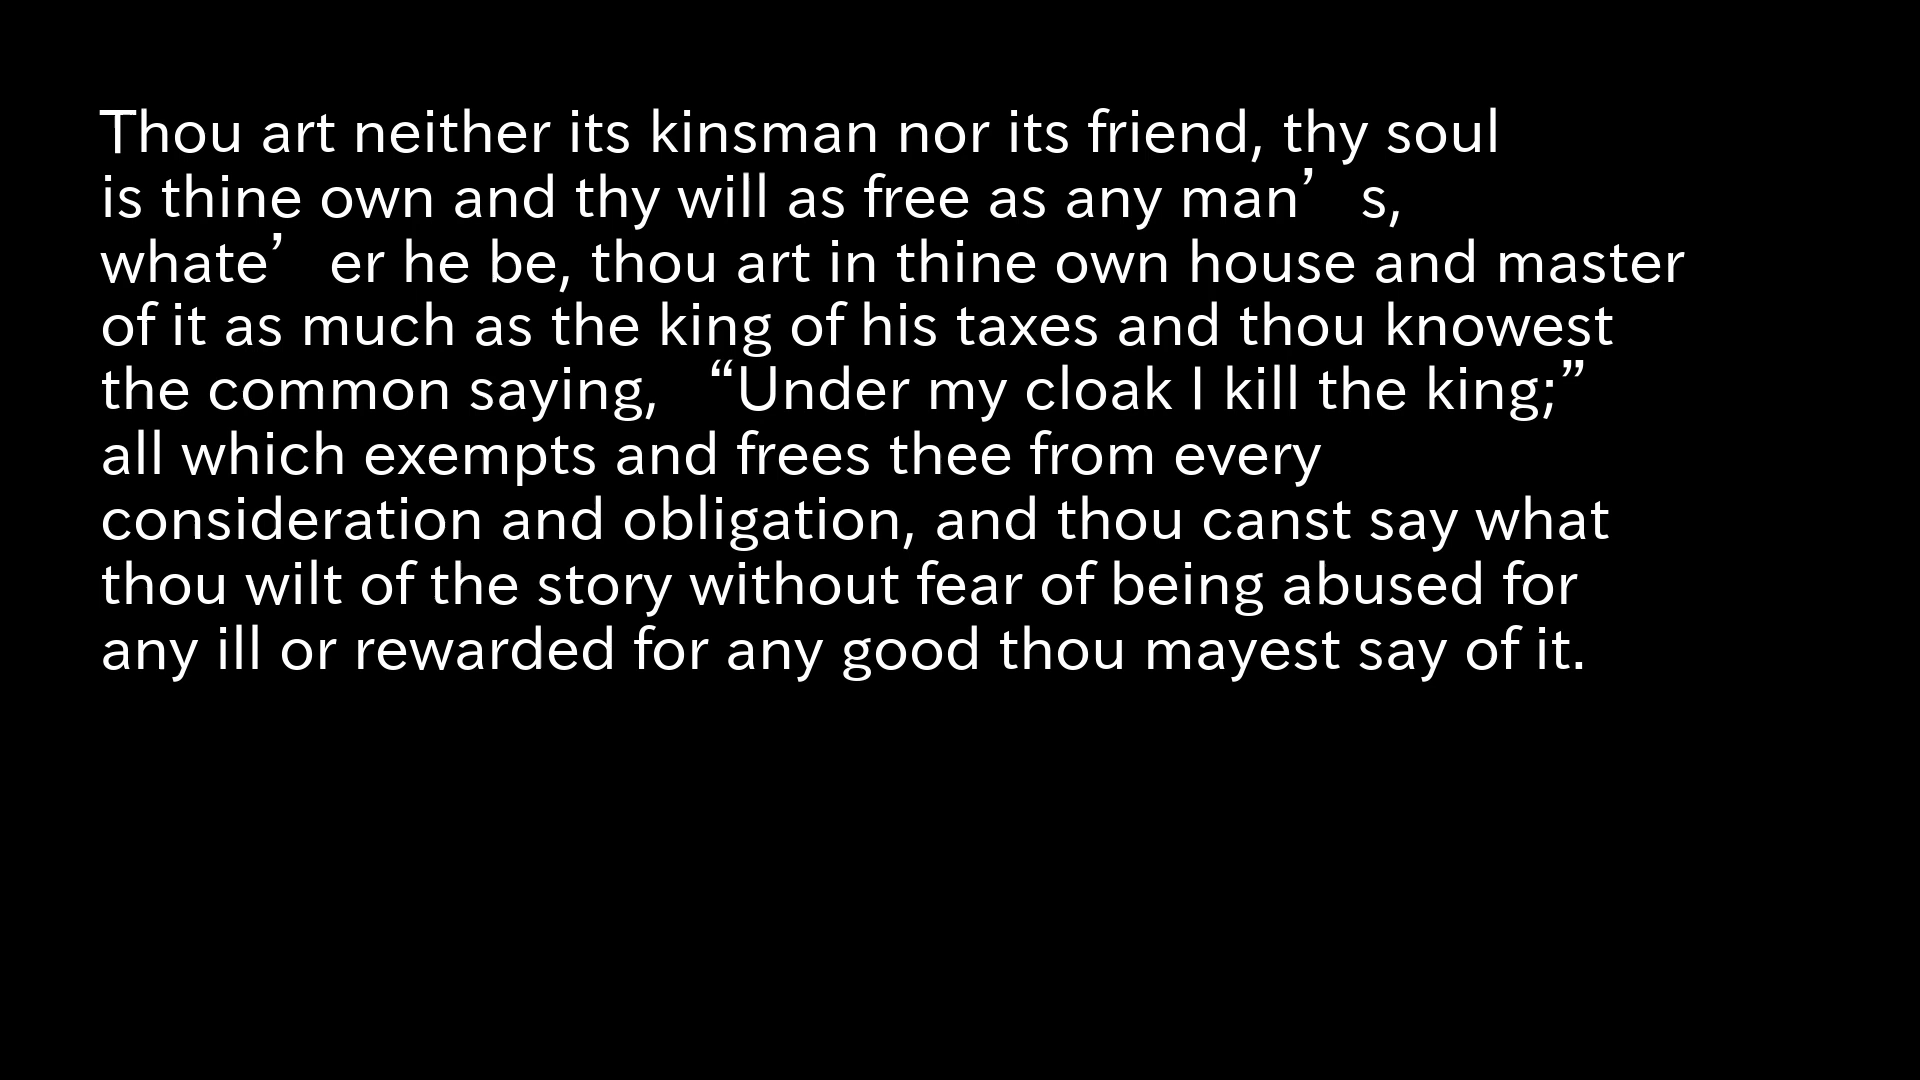 Thou art neither its kinsman nor its friend, thy soul
is thine own and thy will as free as any man’s,
whate’er he be, thou art in thine own house and master
of it as much as the king of his taxes and thou knowest
the common saying, “Under my cloak I kill the king;”
all which exempts and frees thee from every
consideration and obligation, and thou canst say what
thou wilt of the story without fear of being abused for
any ill or rewarded for any good thou mayest say of it.